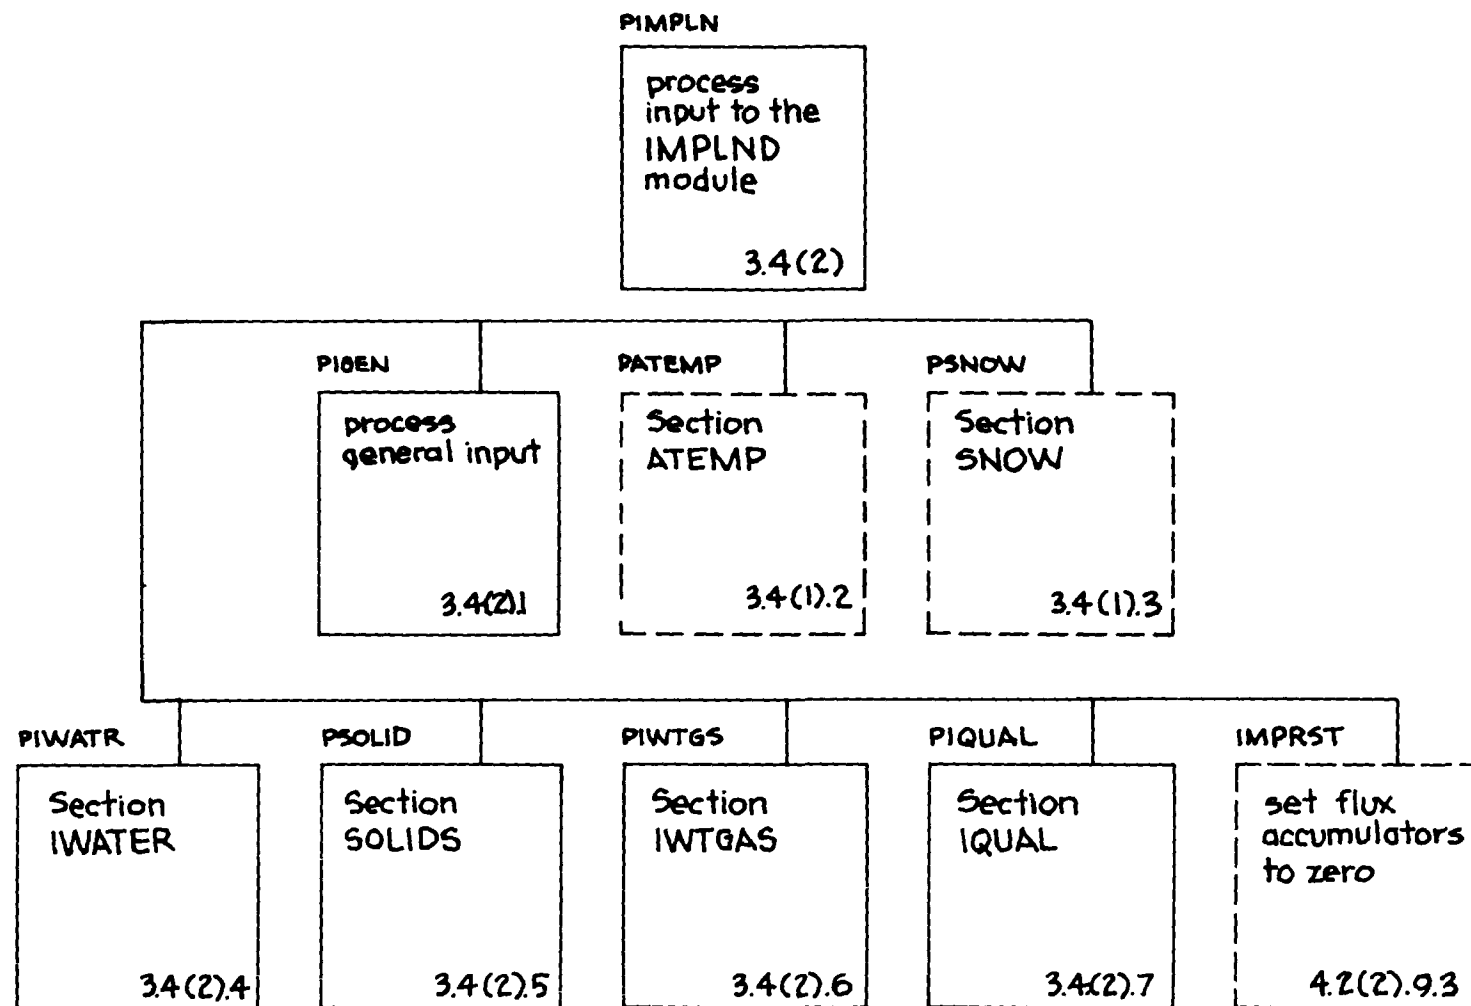 PIMPLN
process
input to the
IMPLND
module
3.4(2)
PIGEN
process
general input
3.4(2).1
PATEMP
Section
ATEMP
3.4(1).2
PSNOW
Section
SNOW
3.4(1).3
PIWATR
Section
IWATER
3.4(2).4
PSOLID
Section
SOLIDS
3.4(2).5
PIWTGS
Section
IWTGAS
3.4(2).6
PIQUAL
Section
IQUAL
3.4(2).7
IMPRST
set flux
accumulators
to zero
4.2(2).9.3